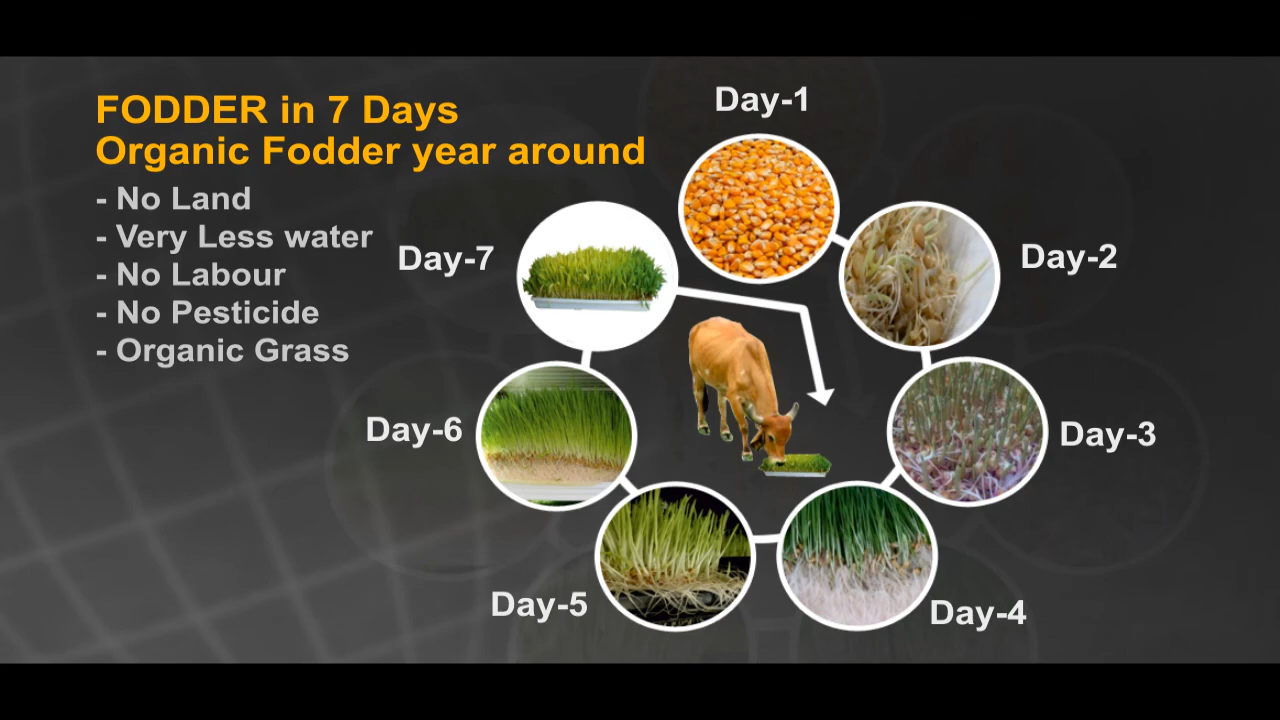 FODDER in 7 Days
Organic Fodder year around
- No Land
- Very Less water
- No Labour
- No Pesticide
- Organic Grass
Day-1
Day-2
Day-3
Day-4
Day-5
Day-6
Day-7